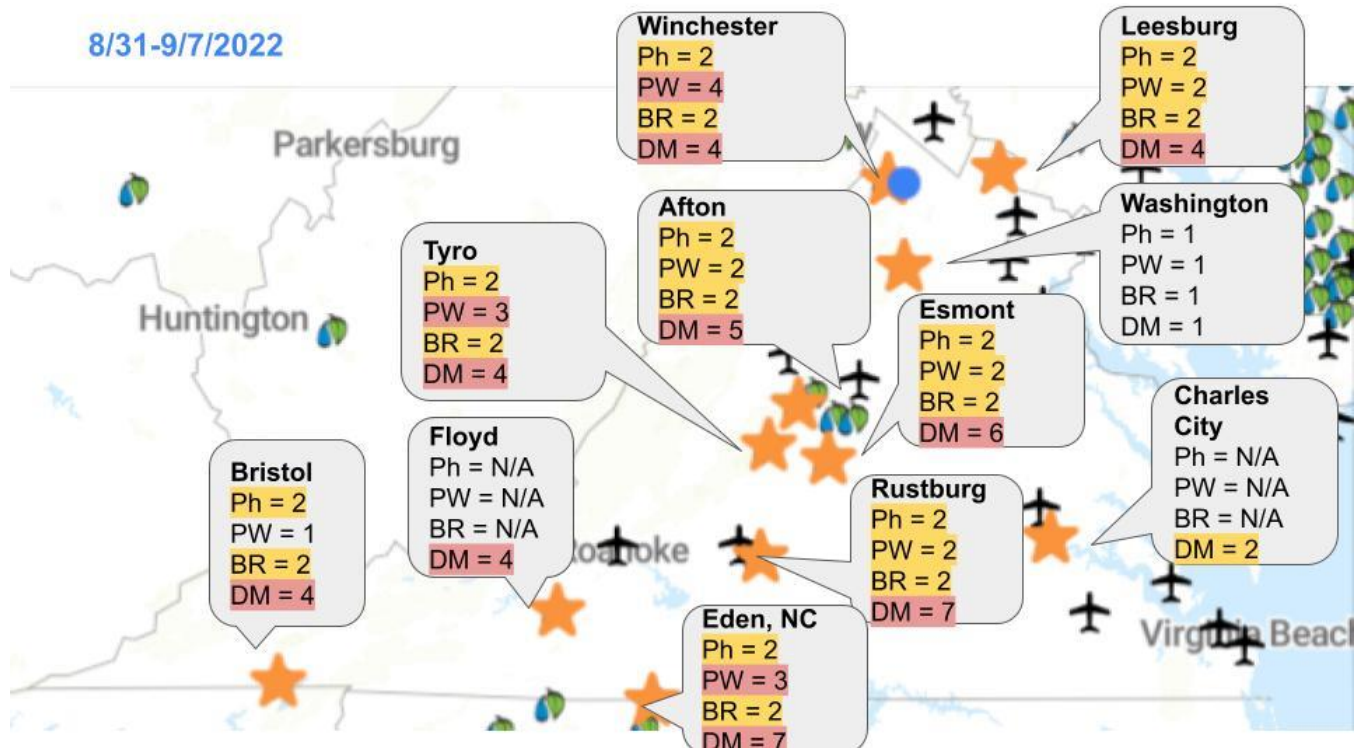 8/31-9/7/2022
Winchester
Ph = 2
PW = 4
BR = 2
DM = 4
Leesburg
Ph = 2
PW = 2
BR = 2
DM = 4
Parkersburg
Afton
Ph = 2
PW = 2
BR = 2
DM = 5
Washington
Ph = 1
PW = 1
BR = 1
DM = 1
Tyro
Ph = 2
PW = 3
BR = 2
DM = 4
Huntington
Esmont
Ph = 2
PW = 2
BR = 2
DM = 6
Charles
City
Ph = N/A
PW = N/A
BR = N/A
DM = 2
Floyd
Ph = N/A
PW = N/A
BR = N/A
DM = 4
Bristol
Ph = 2
PW = 1
BR = 2
DM = 4
Rustburg
Ph = 2
PW = 2
BR = 2
DM = 7
Roanoke
Eden, NC
Ph = 2
PW = 3
BR = 2
DM = 7
Virginia Beach